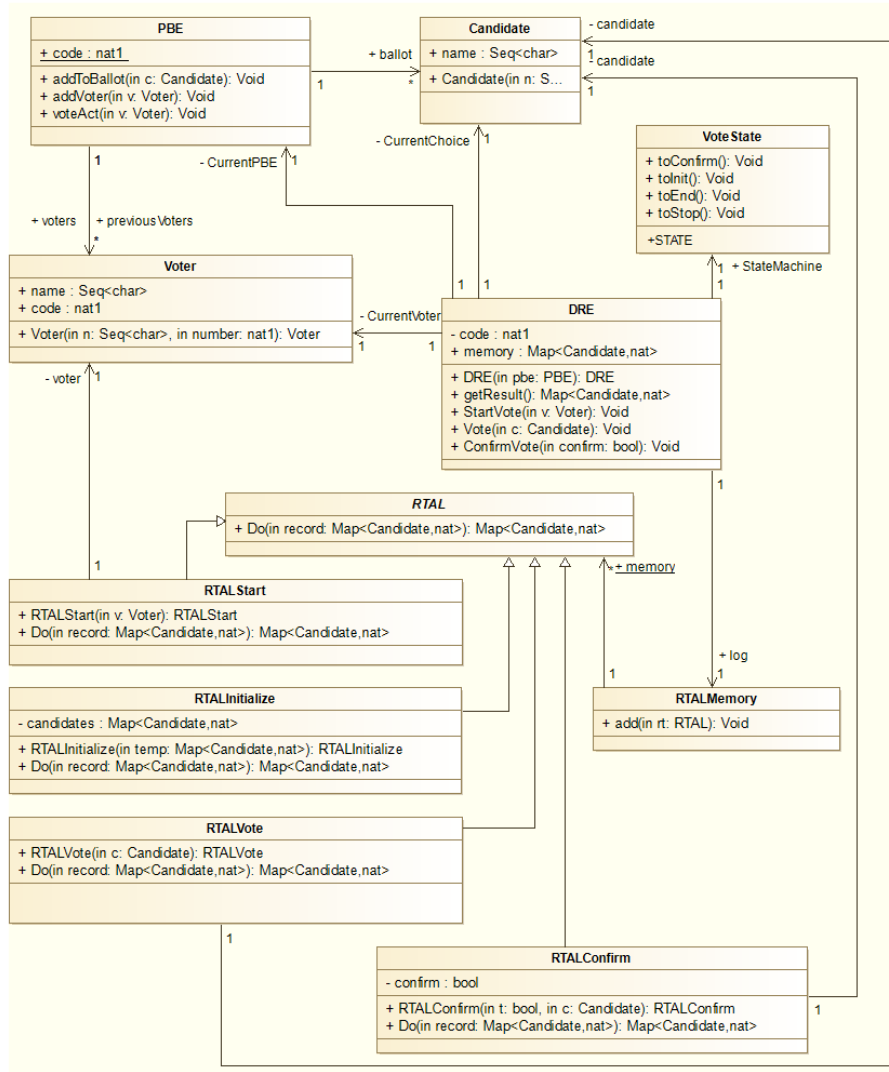 PBE
+ code : nat1
+ addToBallot(in c: Candidate): Void
+ addVoter(in v: Voter): Void
+ voteAct(in v: Voter): Void
Candidate
+ name : Seq<char>
+ Candidate(in n: S...
- candidate
1
- candidate
1
+ ballot
1
*
- CurrentChoice
1
- CurrentPBE
1
VoteState
+ toConfirm(): Void
+ toInit(): Void
+ toEnd(): Void
+ toStop(): Void
+STATE
1
+ voters
+ previousVoters
*
1
+ StateMachine
1
1
1
Voter
+ name : Seq<char>
+ code : nat1
+ Voter(in n: Seq<char>, in number: nat1): Voter
- CurrentVoter
1
1
DRE
- code : nat1
+ memory : Map<Candidate,nat>
+ DRE(in pbe: PBE): DRE
+ getResult(): Map<Candidate,nat>
+ StartVote(in v: Voter): Void
+ Vote(in c: Candidate): Void
+ ConfirmVote(in confirm: bool): Void
- voter
1
1
RTAL
+ Do(in record: Map<Candidate,nat>): Map<Candidate,nat>
* + memory
1
1
RTALStart
+ RTALStart(in v: Voter): RTALStart
+ Do(in record: Map<Candidate,nat>): Map<Candidate,nat>
+ log
1
1
RTALInitialize
- candidates : Map<Candidate,nat>
+ RTALInitialize(in temp: Map<Candidate,nat>): RTALInitialize
+ Do(in record: Map<Candidate,nat>): Map<Candidate,nat>
RTALMemory
+ add(in rt: RTAL): Void
RTALVote
+ RTALVote(in c: Candidate): RTALVote
+ Do(in record: Map<Candidate,nat>): Map<Candidate,nat>
1
RTALConfirm
- confirm : bool
+ RTALConfirm(in t: bool, in c: Candidate): RTALConfirm
+ Do(in record: Map<Candidate,nat>): Map<Candidate,nat>
1